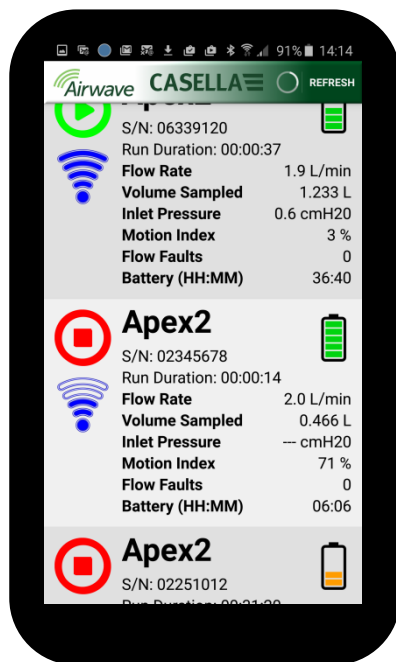 91% 14:14
Airwave CASELLA REFRESH
Apex2
S/N: 06339120
Run Duration: 00:00:37
Flow Rate 1.9 L/min
Volume Sampled 1.233 L
Inlet Pressure 0.6 cmH20
Motion Index 3 %
Flow Faults 0
Battery (HH:MM) 36:40
Apex2
S/N: 02345678
Run Duration: 00:00:14
Flow Rate 2.0 L/min
Volume Sampled 0.466 L
Inlet Pressure --- cmH20
Motion Index 71 %
Flow Faults 0
Battery (HH:MM) 06:06
Apex2
S/N: 02251012
Run Duration: